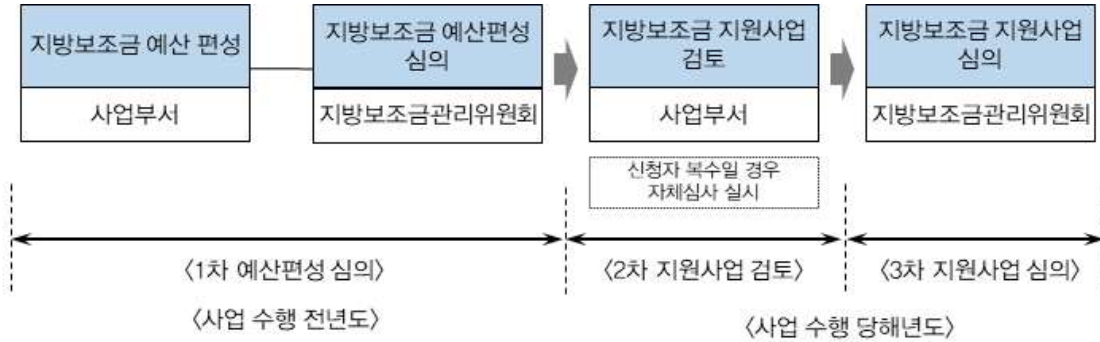 지방보조금 예산 편성
사업부서
지방보조금 예산편성
심의
지방보조금관리위원회
지방보조금 지원사업
검토
사업부서
지방보조금 지원사업
심의
지방보조금관리위원회
신청자 복수일 경우
자체심사 실시
〈1차 예산편성 심의〉
〈2차 지원사업 검토〉
〈3차 지원사업 심의〉
〈사업 수행 전년도〉
〈사업 수행 당해년도〉